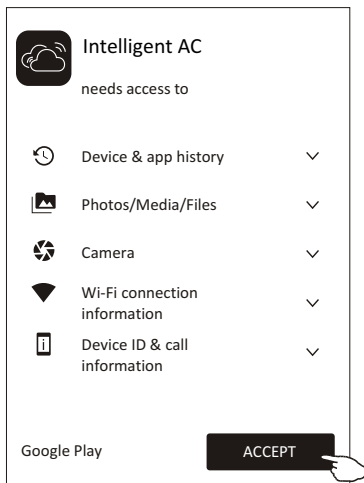 Intelligent AC
needs access to
Device & app history
Photos/Media/Files
Camera
Wi-Fi connection
information
Device ID & call
information
Google Play
ACCEPT